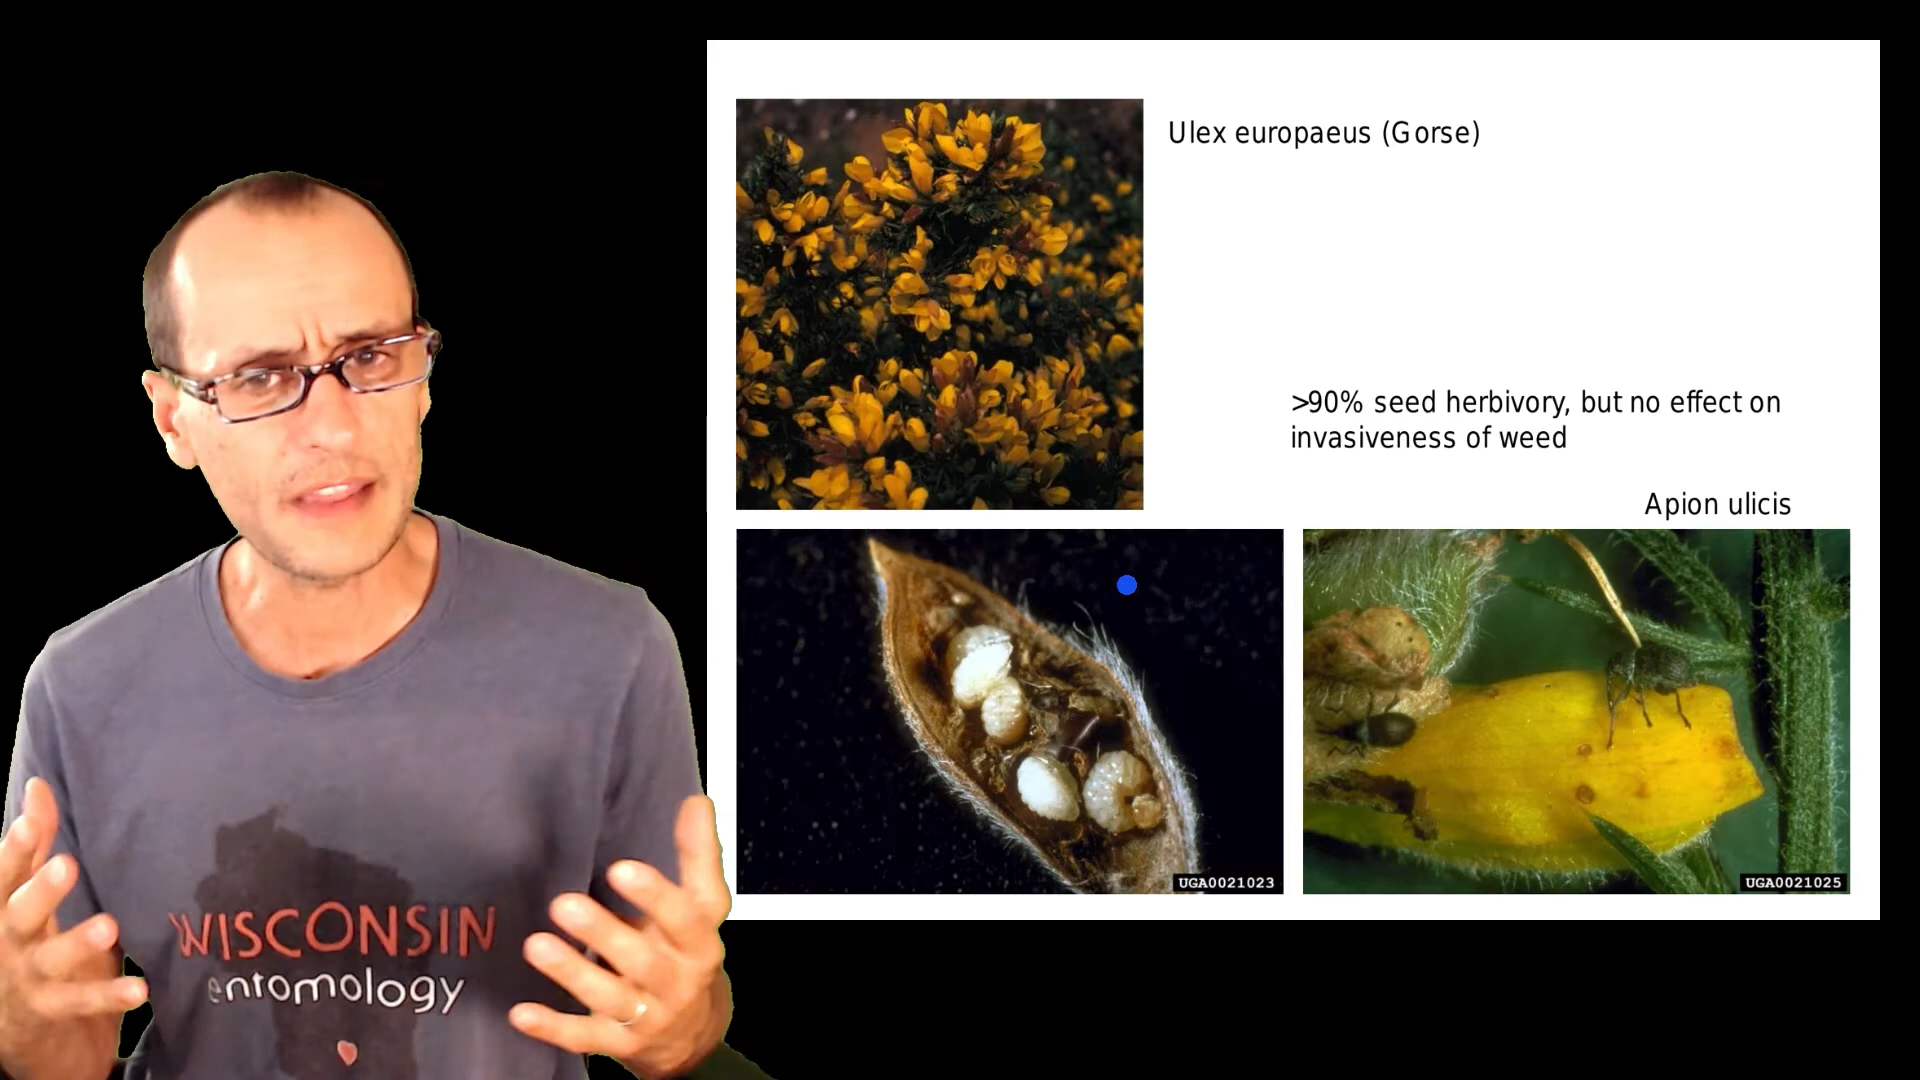 Ulex europaeus (Gorse)
>90% seed herbivory, but no effect on
invasiveness of weed
Apion ulicis
UGA0021023
UGA0021025
WISCONSIN
entomology